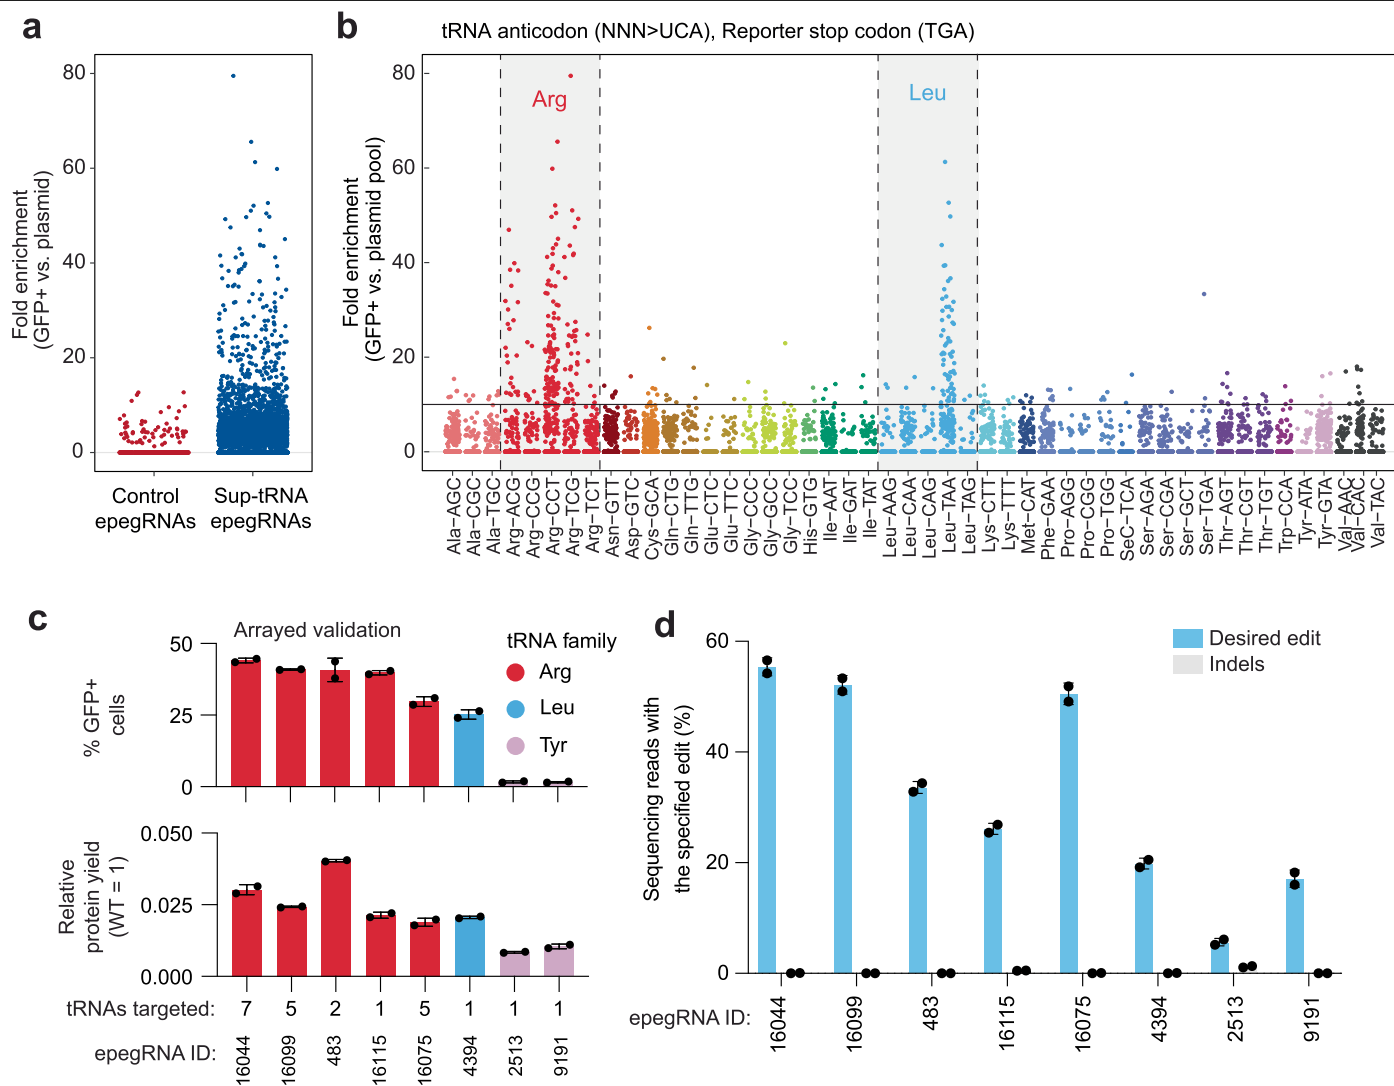 a
80
60
40
20
0
Fold enrichment
(GFP+ vs. plasmid)
Control
epegRNAs
Sup-tRNA
epegRNAs
b
tRNA anticodon (NNN>UCA), Reporter stop codon (TGA)
Arg
Leu
80
60
40
20
0
Fold enrichment
(GFP+ vs. plasmid pool)
Ala−AGC
Ala−CGC
Ala−TGC
Arg−ACG
Arg−CCG
Arg−CCT
Arg−TCG
Arg−TCT
Asn−GTT
Asp−GTC
Cys−GCA
Gln−CTG
Gln−TTG
Glu−CTC
Glu−TTC
Gly−CCC
Gly−GCC
Gly−TCC
His−GTG
Ile−AAT
Ile−GAT
Ile−TAT
Leu−AAG
Leu−CAA
Leu−CAG
Leu−TAA
Leu−TAG
Lys−CTT
Lys−TTT
Met−CAT
Phe−GAA
Pro−AGG
Pro−CGG
Pro−TGG
SeC−TCA
Ser−AGA
Ser−CGA
Ser−GCT
Ser−TGA
Thr−AGT
Thr−CGT
Thr−TGT
Trp−CCA
Tyr−ATA
Tyr−GTA
Val−AAC
Val−CAC
Val−TAC
c
Arrayed validation
tRNA family
Arg
Leu
Tyr
50
25
0
% GFP+
cells
0.050
0.025
0.000
Relative
protein yield
(WT = 1)
tRNAs targeted: 7 5 2 1 5 1 1 1
epegRNA ID: 16044 16099 483 16115 16075 4394 2513 9191
d
Desired edit
Indels
60
40
20
0
Sequencing reads with
the specified edit (%)
epegRNA ID: 16044 16099 483 16115 16075 4394 2513 9191